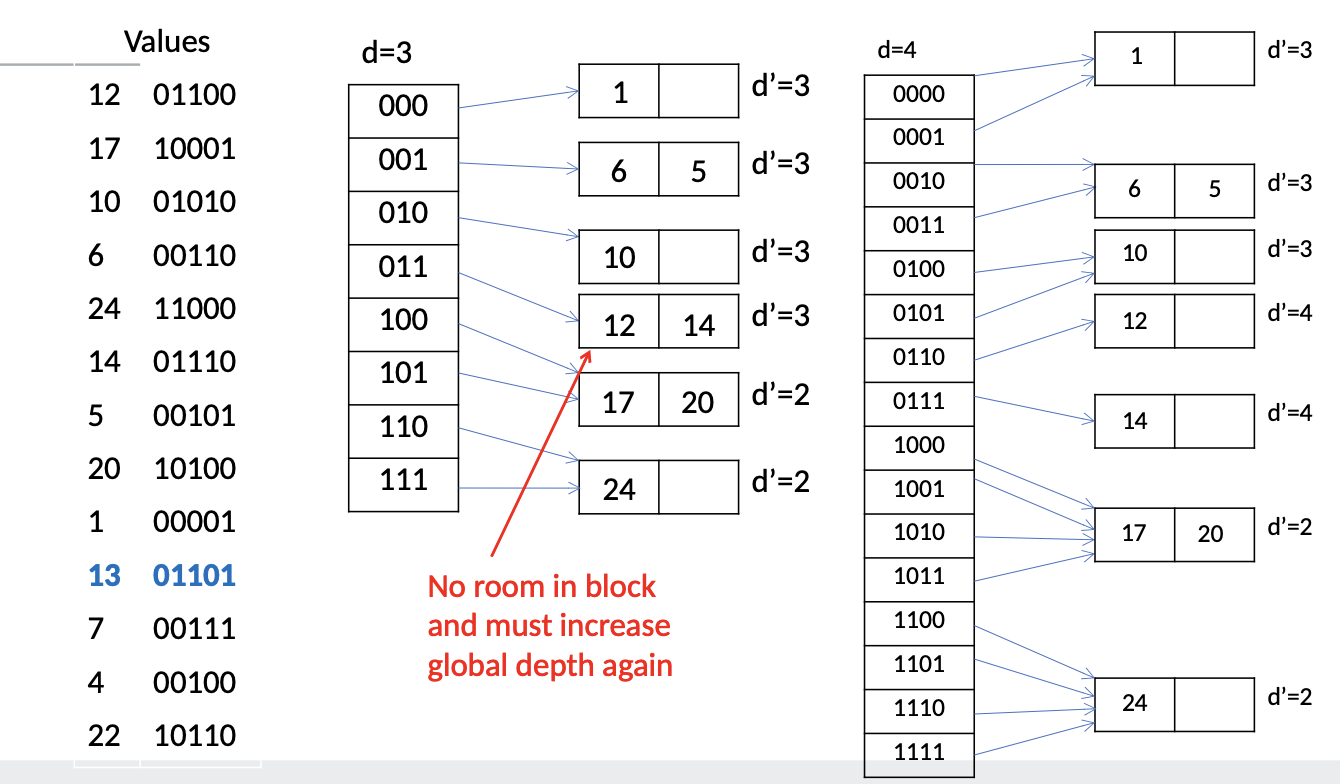 Values
12 01100
17 10001
10 01010
6 00110
24 11000
14 01110
5 00101
20 10100
1 00001
13 01101
7 00111
4 00100
22 10110
d=3
000
001
010
011
100
101
110
111
1 d’=3
6 5 d’=3
10 d’=3
12 14 d’=3
17 20 d’=2
24 d’=2
No room in block
and must increase
global depth again
d=4
0000
0001
0010
0011
0100
0101
0110
0111
1000
1001
1010
1011
1100
1101
1110
1111
1 d’=3
6 5 d’=3
10 d’=3
12 d’=4
14 d’=4
17 20 d’=2
24 d’=2